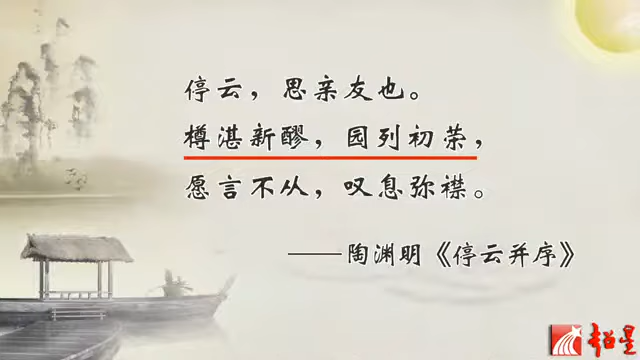 停云，思亲友也。
樽湛新醪，园列初荣，
愿言不从，叹息弥襟。
——陶渊明《停云并序》
超星